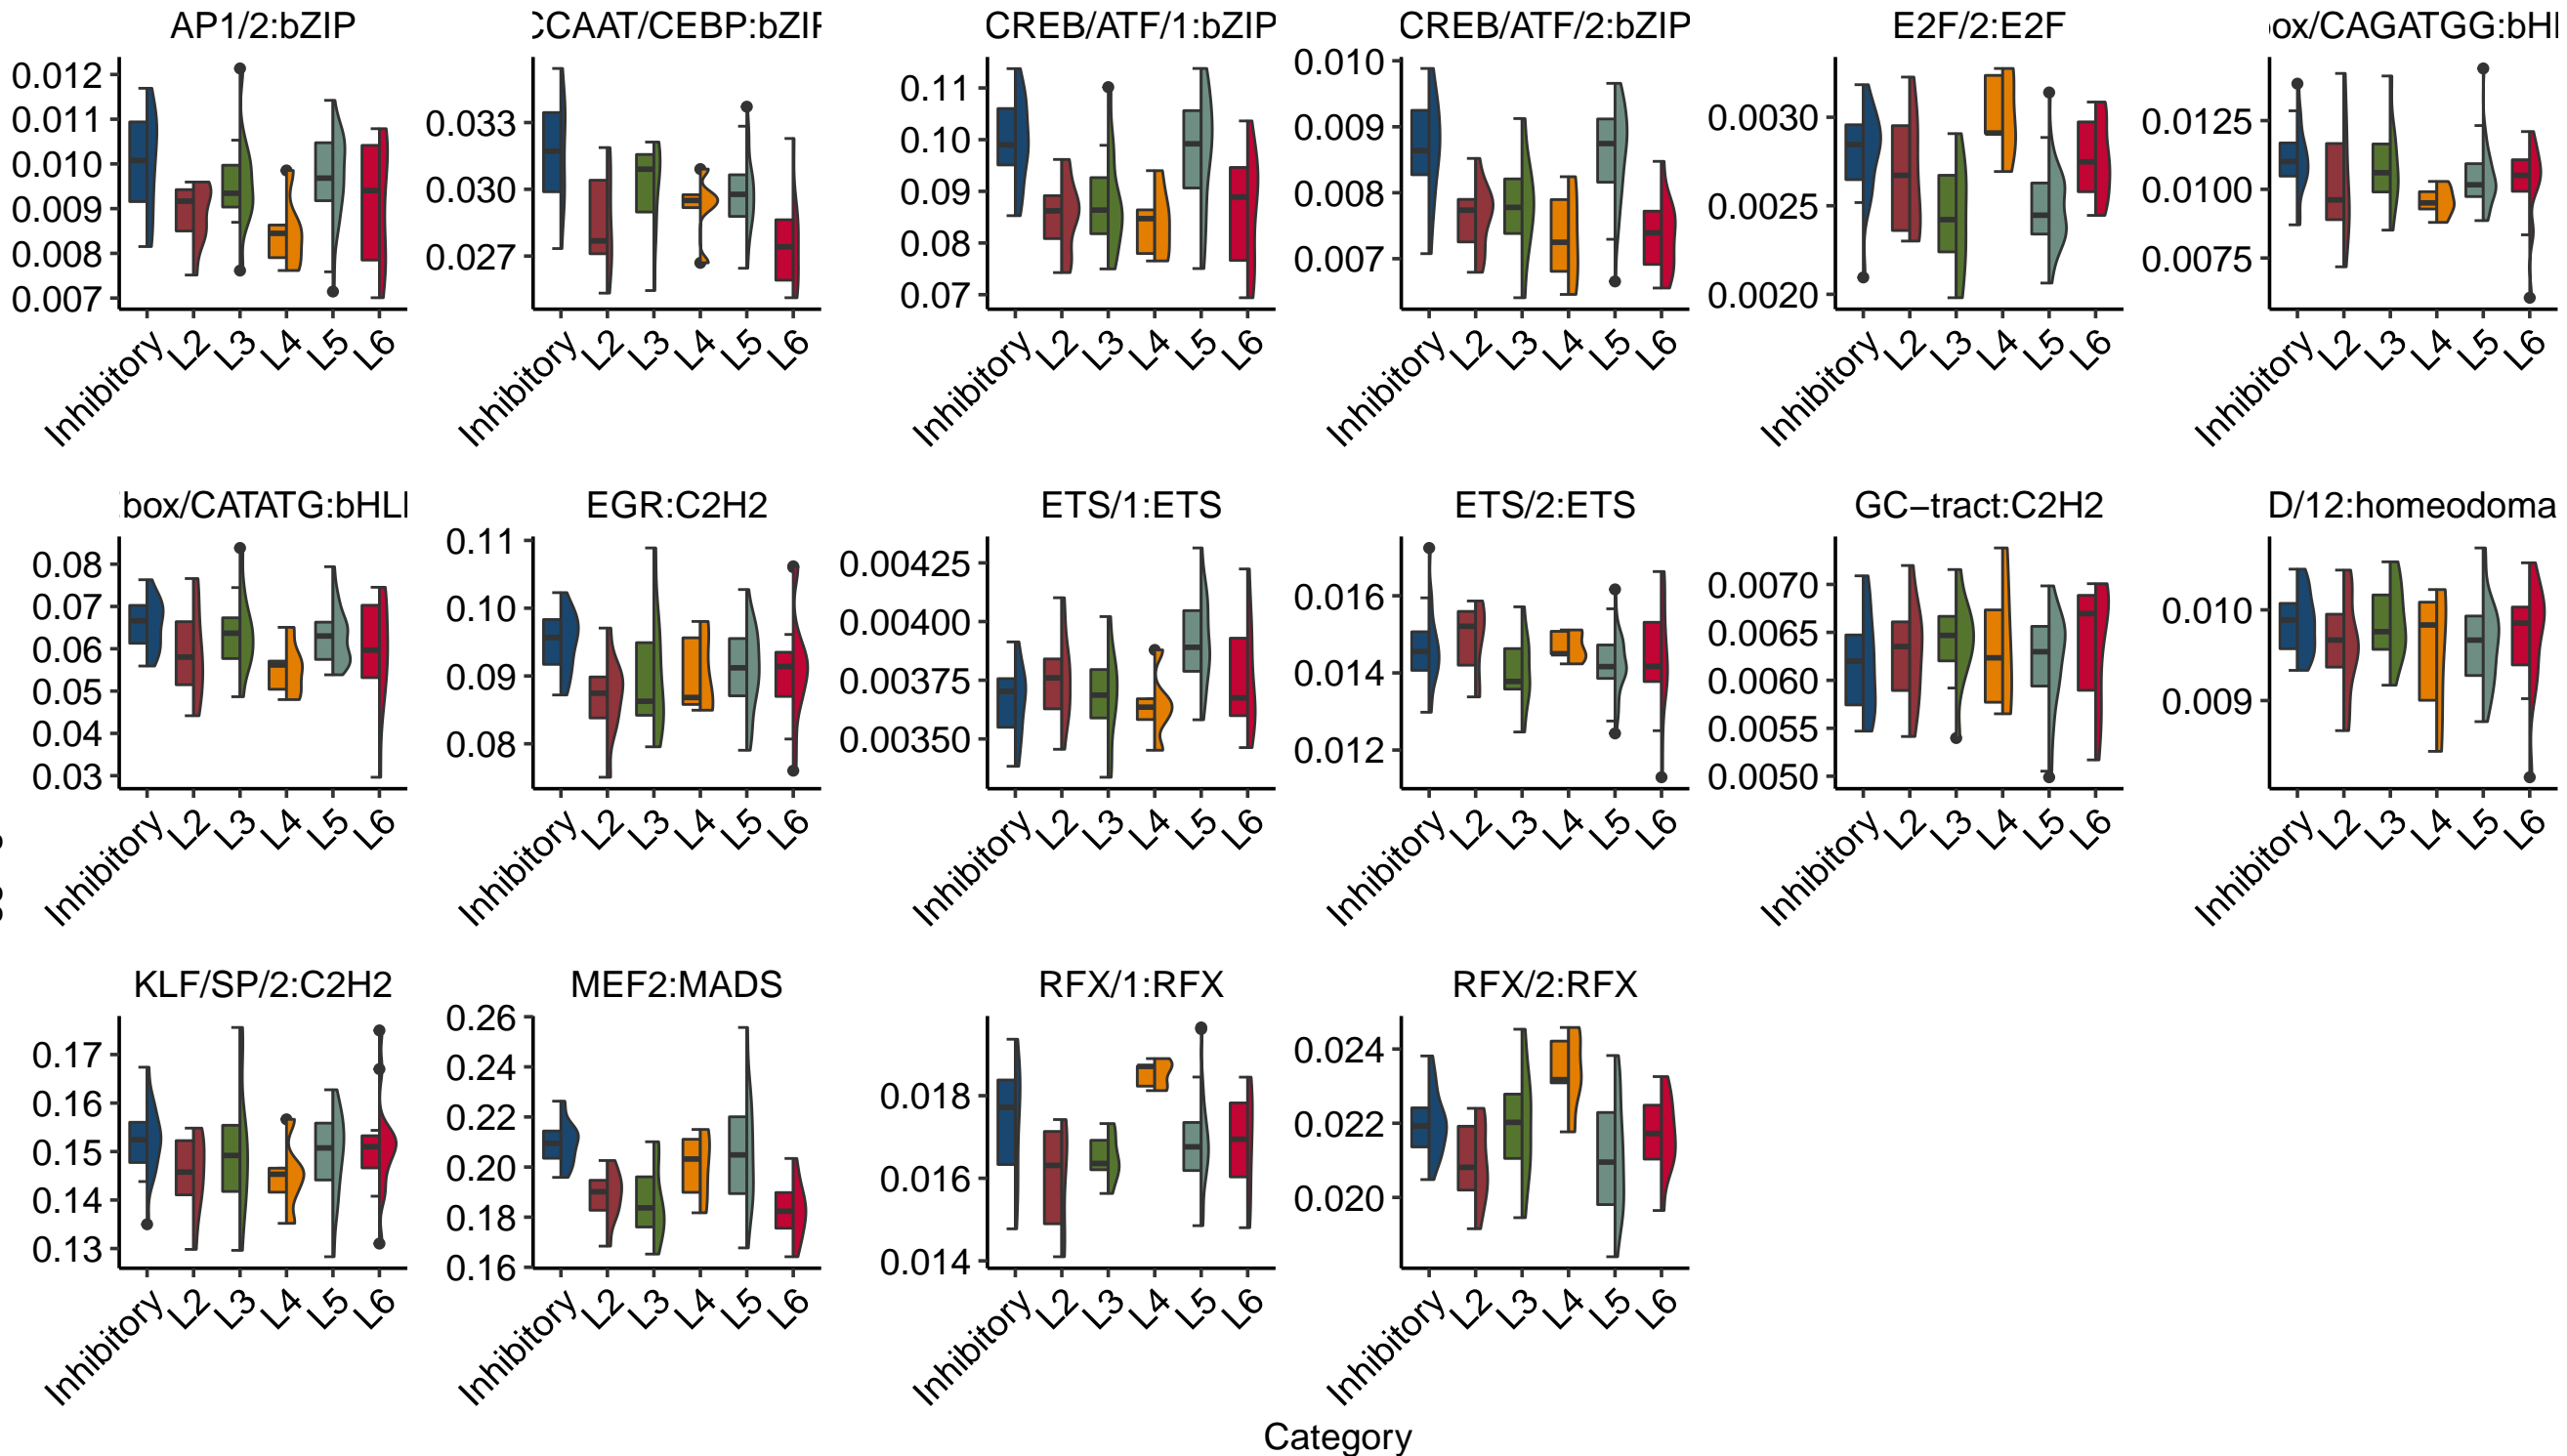 AP1/2:bZIP
CCAAT/CEBP:bZIP
CREB/ATF/1:bZIP
CREB/ATF/2:bZIP
E2F/2:E2F
ox/CAGATGG:bHl
0.012
0.011
0.010
0.009
0.008
0.007
Inhibitory L2 L3 L4 L5 L6
0.033
0.030
0.027
Inhibitory L2 L3 L4 L5 L6
0.11
0.10
0.09
0.08
0.07
Inhibitory L2 L3 L4 L5 L6
0.010
0.009
0.008
0.007
Inhibitory L2 L3 L4 L5 L6
0.0030
0.0025
0.0020
Inhibitory L2 L3 L4 L5 L6
0.0125
0.0100
0.0075
Inhibitory L2 L3 L4 L5 L6
box/CATATG:bHLl
EGR:C2H2
ETS/1:ETS
ETS/2:ETS
GC−tract:C2H2
D/12:homeodoma
0.08
0.07
0.06
0.05
0.04
0.03
Inhibitory L2 L3 L4 L5 L6
0.11
0.10
0.09
0.08
Inhibitory L2 L3 L4 L5 L6
0.00425
0.00400
0.00375
0.00350
Inhibitory L2 L3 L4 L5 L6
0.016
0.014
0.012
Inhibitory L2 L3 L4 L5 L6
0.0070
0.0065
0.0060
0.0055
0.0050
Inhibitory L2 L3 L4 L5 L6
0.010
0.009
Inhibitory L2 L3 L4 L5 L6
KLF/SP/2:C2H2
MEF2:MADS
RFX/1:RFX
RFX/2:RFX
0.17
0.16
0.15
0.14
0.13
Inhibitory L2 L3 L4 L5 L6
0.26
0.24
0.22
0.20
0.18
0.16
Inhibitory L2 L3 L4 L5 L6
0.018
0.016
0.014
Inhibitory L2 L3 L4 L5 L6
0.024
0.022
0.020
Inhibitory L2 L3 L4 L5 L6
Category